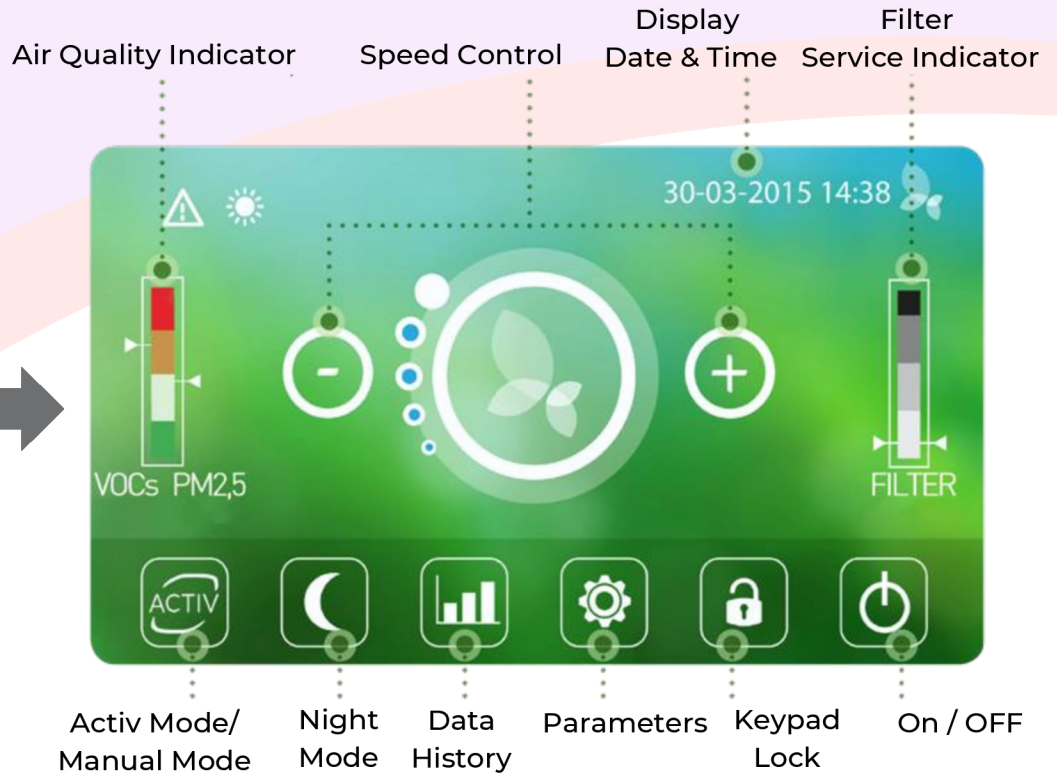 Display
Filter
Air Quality Indicator
Speed Control
Date & Time
Service Indicator
30-03-2015 14:38
-
+
VOCs PM2,5
FILTER
ACTIV
Activ Mode/
Manual Mode
Night
Mode
Data
History
Parameters
Keypad
Lock
On / OFF